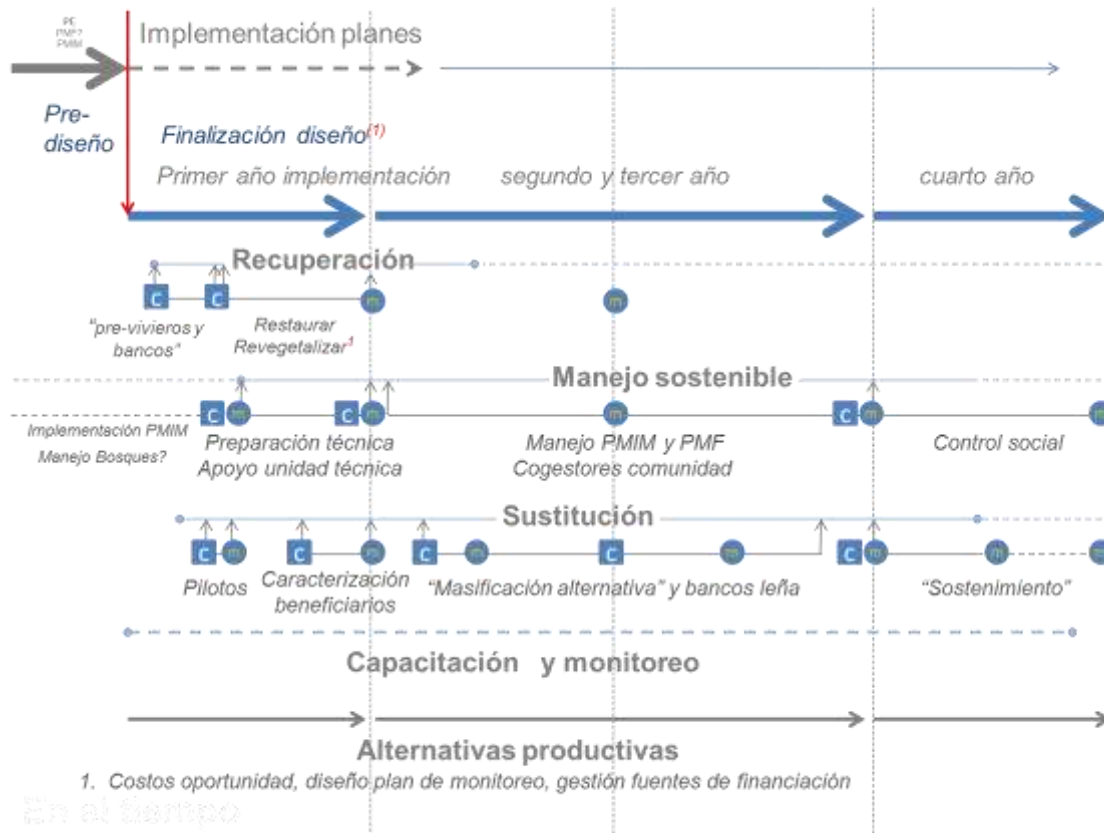 PE
PMF?
PMIM
Implementación planes
Pre-
diseño
Finalización diseño(1)
Primer año implementación
segundo y tercer año
cuarto año
Recuperación
C
C
m
m
“pre-vivieros y
bancos”
Restaurar
Revegetalizar1
Manejo sostenible
C
m
C
m
m
C
m
m
Implementación PMIM
Manejo Bosques?
Preparación técnica
Apoyo unidad técnica
Manejo PMIM y PMF
Cogestores comunidad
Control social
Sustitución
C
m
C
m
C
m
C
m
C
m
m
m
Pilotos
Caracterización
beneficiarios
“Masificación alternativa” y bancos leña
“Sostenimiento”
Capacitación y monitoreo
Alternativas productivas
1. Costos oportunidad, diseño plan de monitoreo, gestión fuentes de financiación
En al tiempo